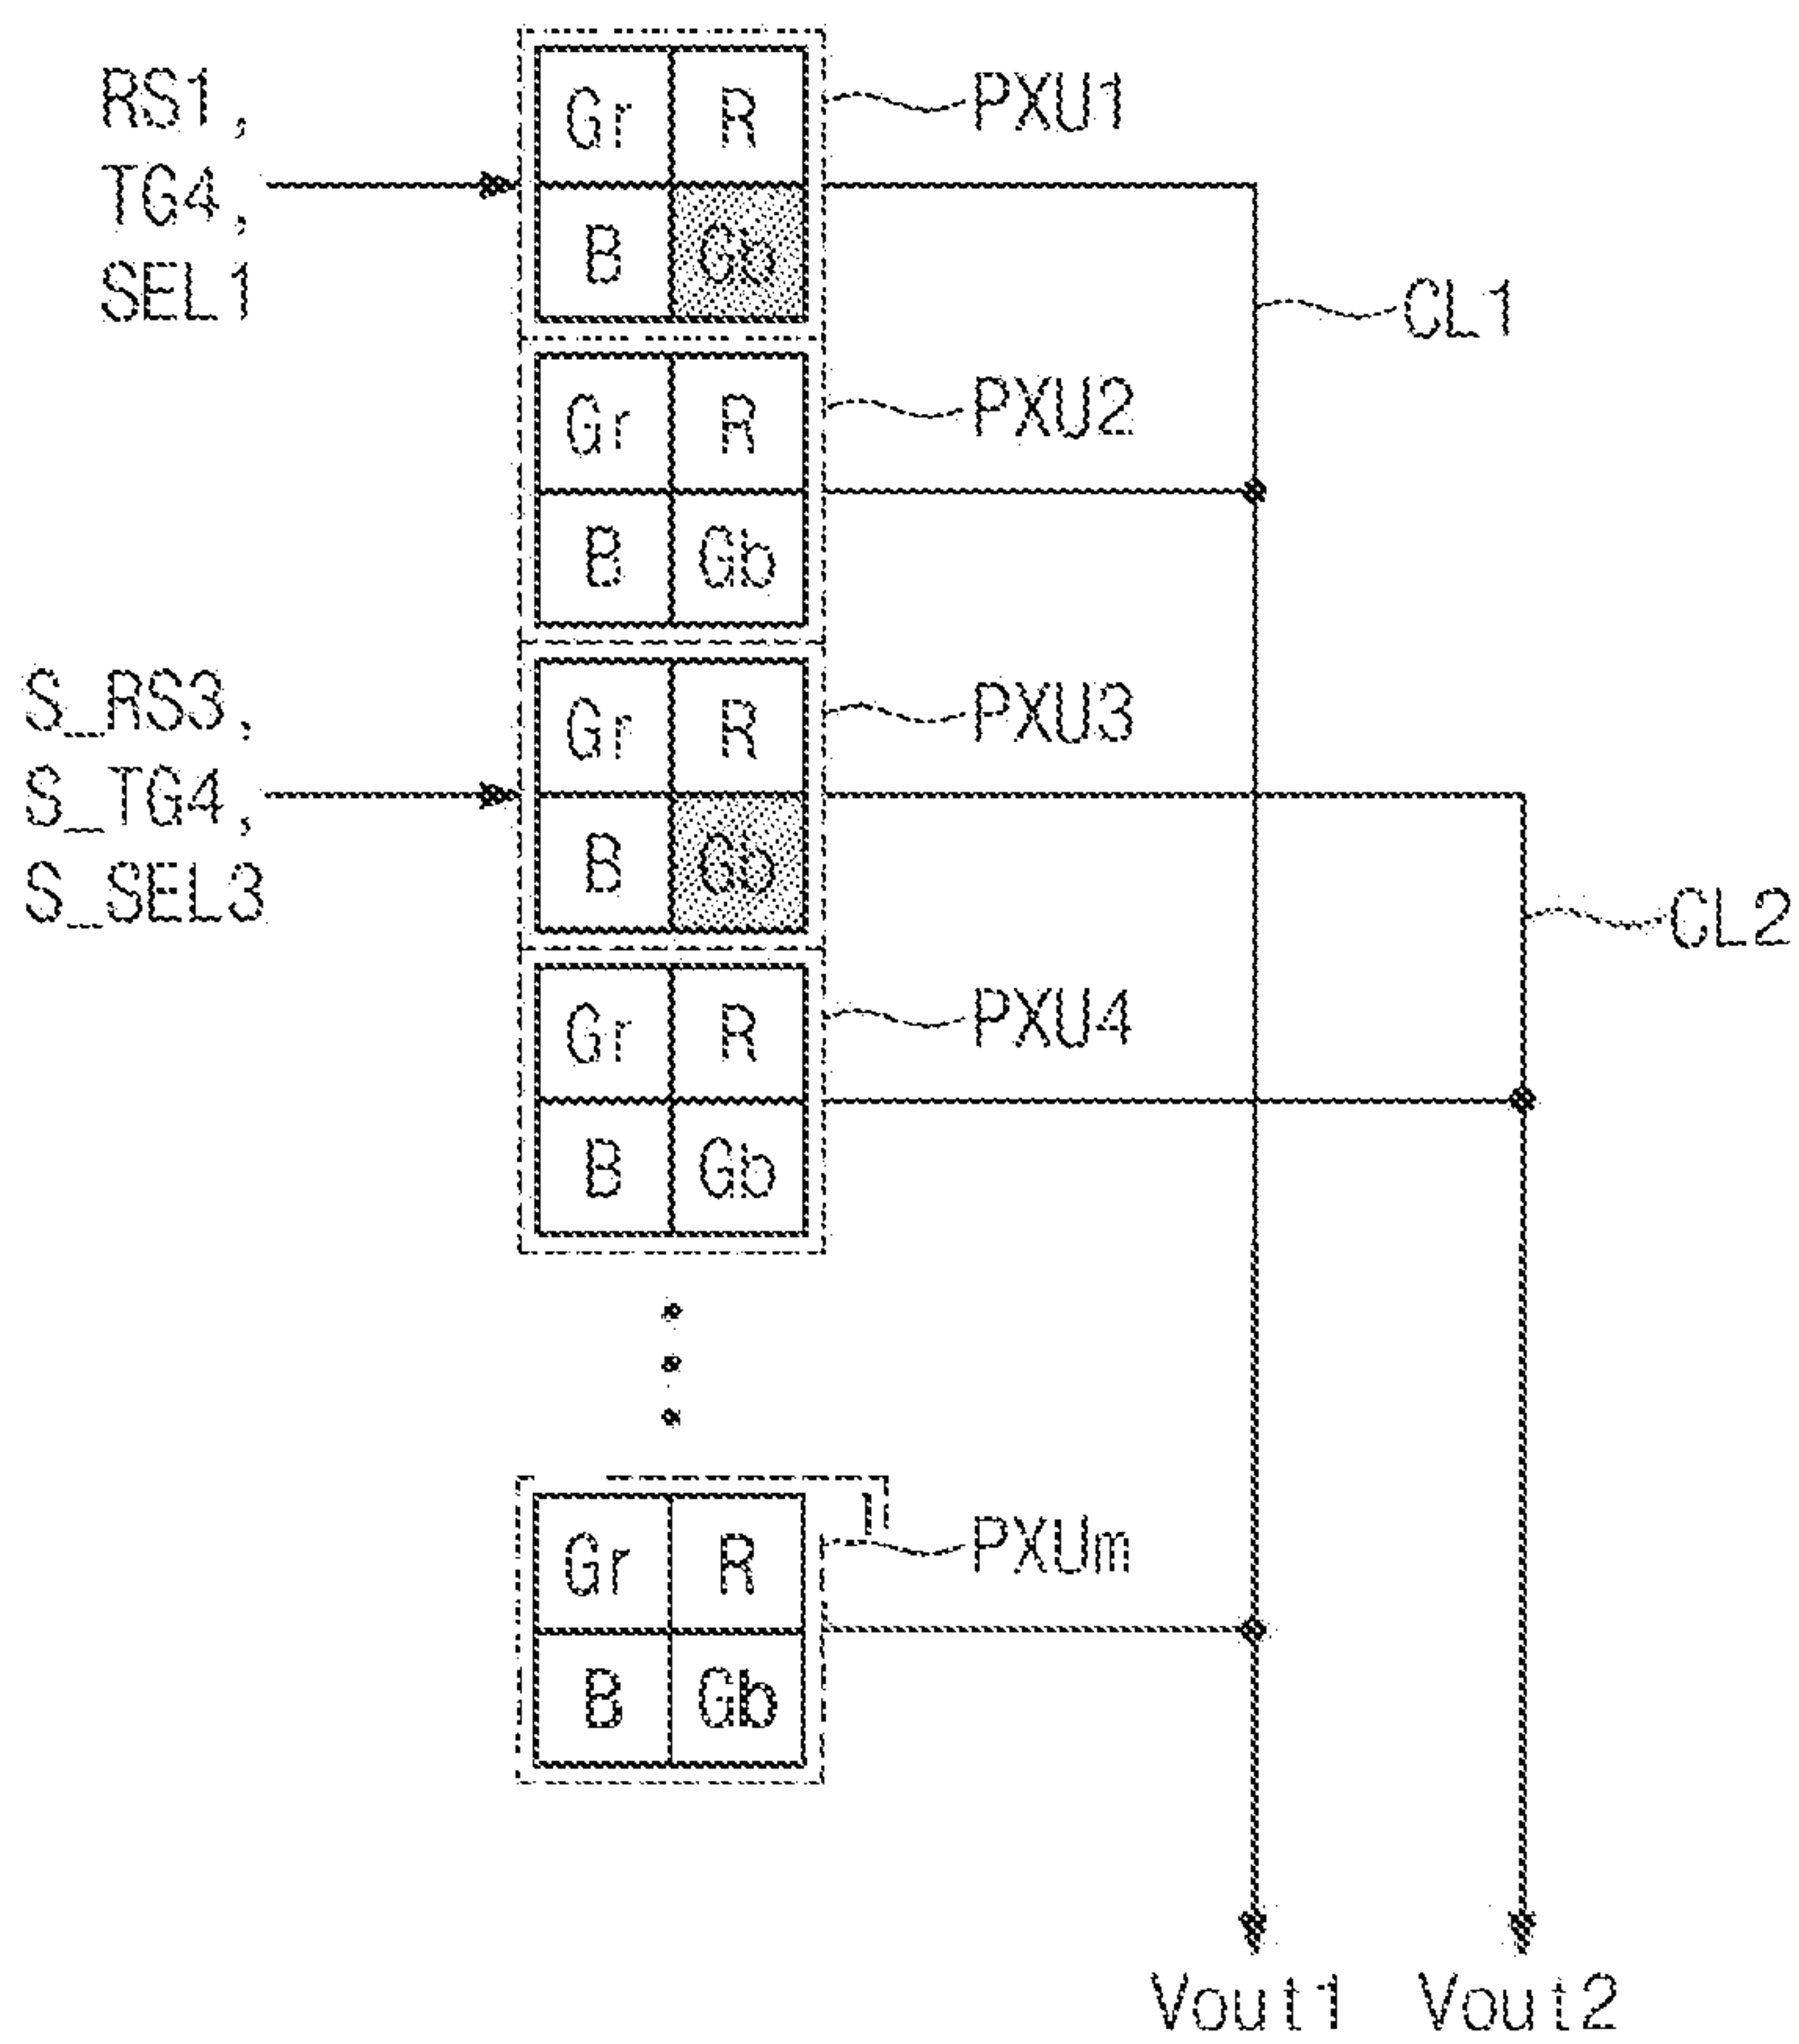 RS1,
TG4,
SEL1
Gr R
B Gb
PXU1
CL1
Gr R
B Gb
PXU2
S_RS3,
S_TG4,
S_SEL3
Gr R
B Gb
PXU3
CL2
Gr R
B Gb
PXU4
Gr R
B Gb
PXUm
Vout1 Vout2